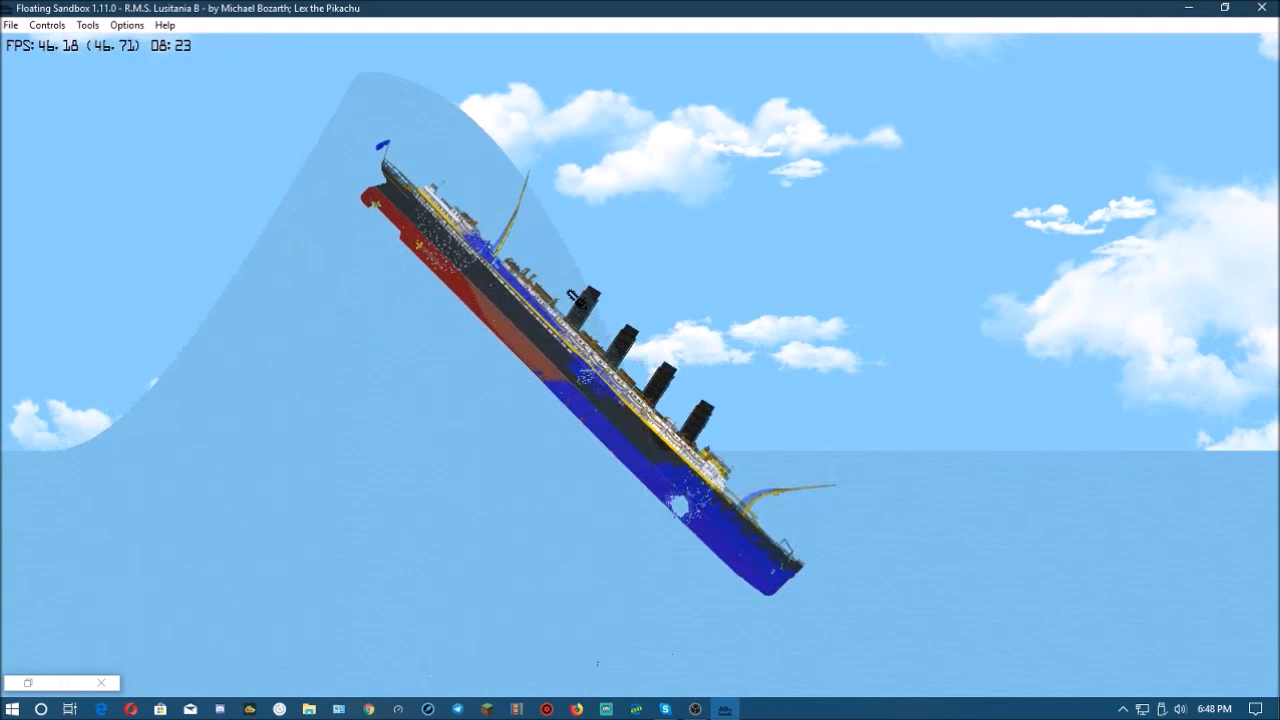 Floating Sandbox 1.11.0 - R.M.S. Lusitania B - by Michael Bozarth; Lex the Pikachu
File Controls Tools Options Help
FPS:46.18 (46.71) 08:23
6:48 PM